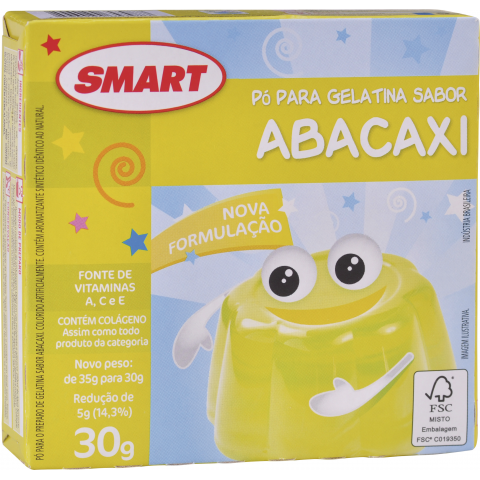 SMART
PÓ PARA GELATINA SABOR
ABACAXI
NOVA
FORMULAÇÃO
FONTE DE
VITAMINAS
A, C e E
CONTÉM COLÁGENO
Assim como todo
produto da categoria
Novo peso:
de 35g para 30g
Redução de
5g (14,3%)
30g
PÓ PARA O PREPARO DE GELATINA SABOR ABACAXI, COLORIDO ARTIFICIALMENTE. CONTÉM AROMATIZANTE SINTÉTICO IDÊNTICO AO NATURAL.
INDÚSTRIA BRASILEIRA
IMAGEM ILUSTRATIVA.
FSC
MISTO
Embalagem
FSC® C019350